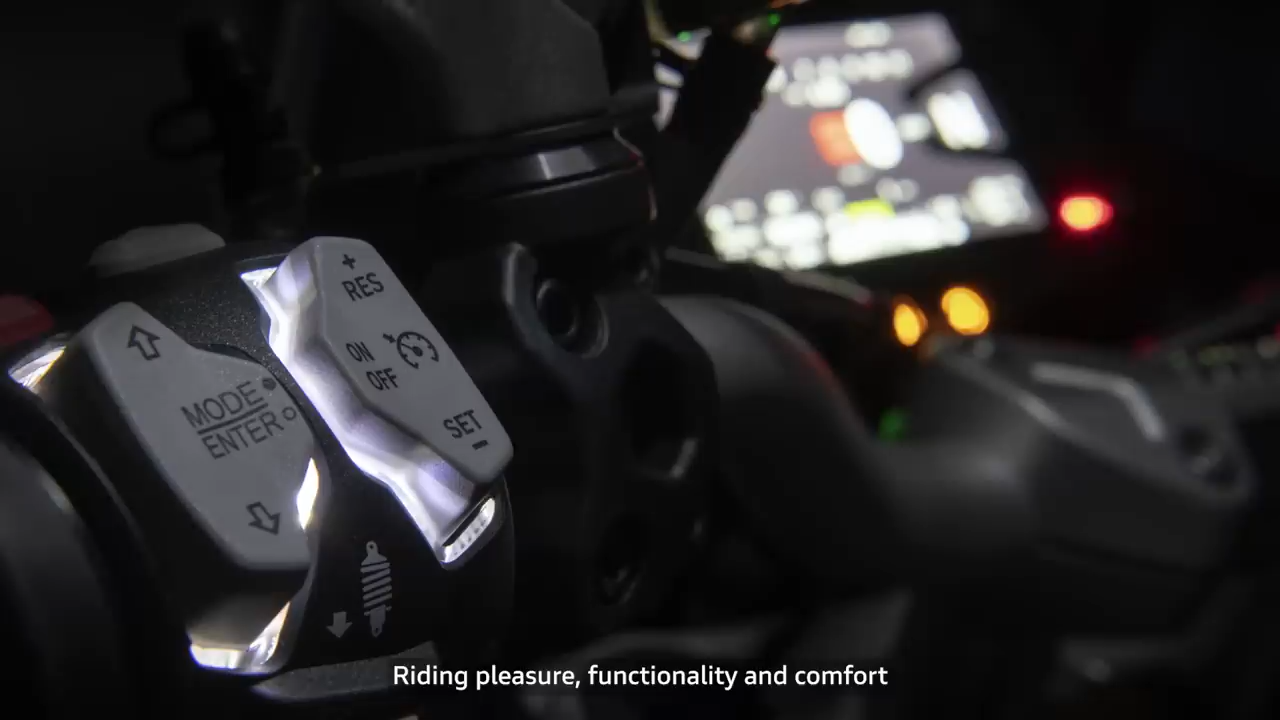 +
RES
ON
OFF
SET
−
MODE
ENTER
Riding pleasure, functionality and comfort